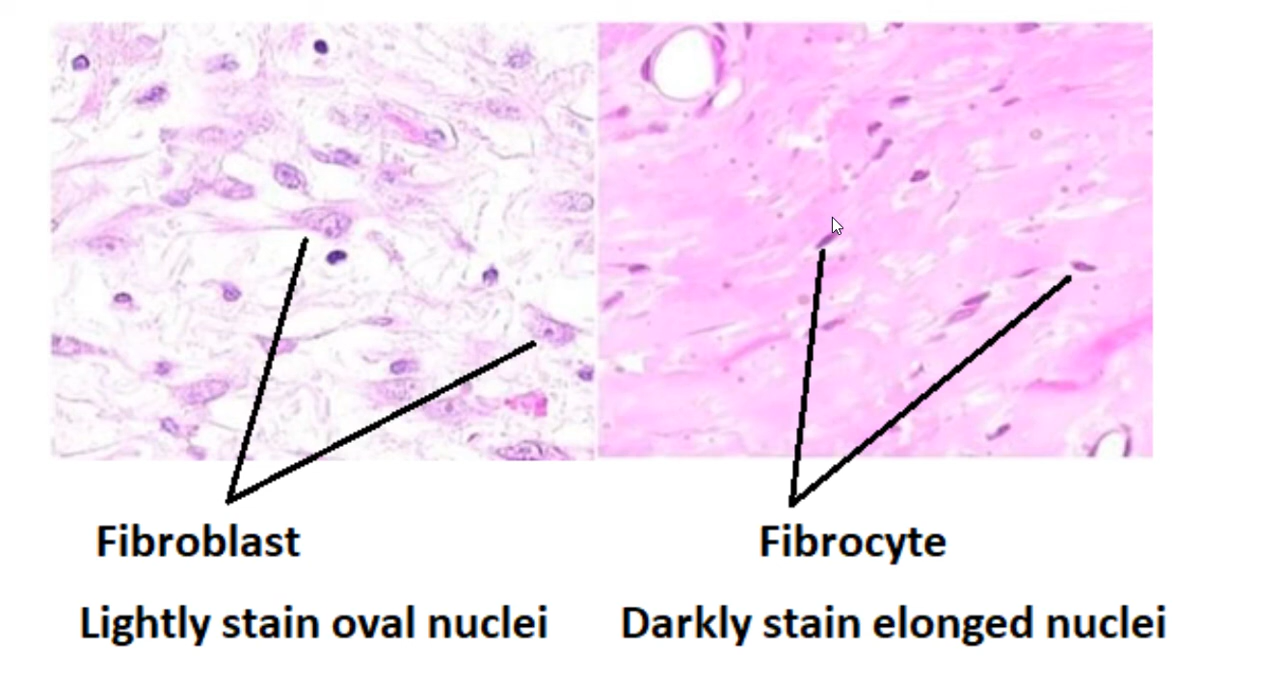 Fibroblast
Fibrocyte
Lightly stain oval nuclei
Darkly stain elonged nuclei